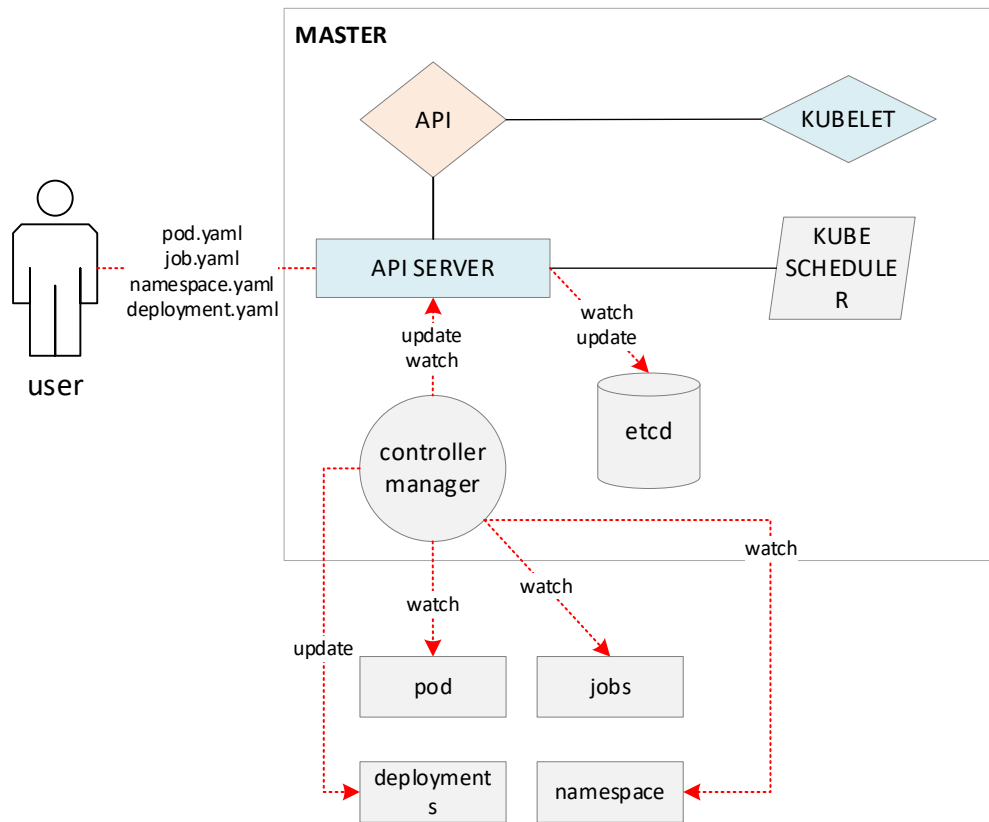 MASTER
API
KUBELET
pod.yaml
job.yaml
namespace.yaml
deployment.yaml
API SERVER
KUBE
SCHEDULE
R
user
update
watch
watch
update
etcd
controller
manager
watch
watch
watch
update
pod
jobs
deployment
s
namespace